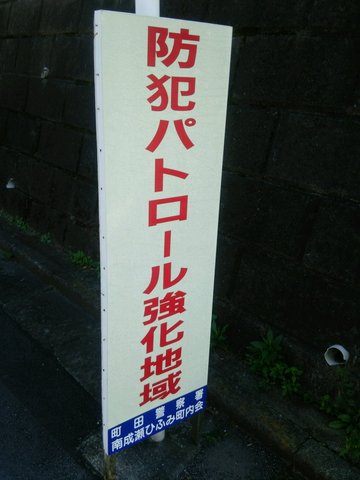 防犯パトロール強化地域
町田警察署
南成瀬ひふみ町内会